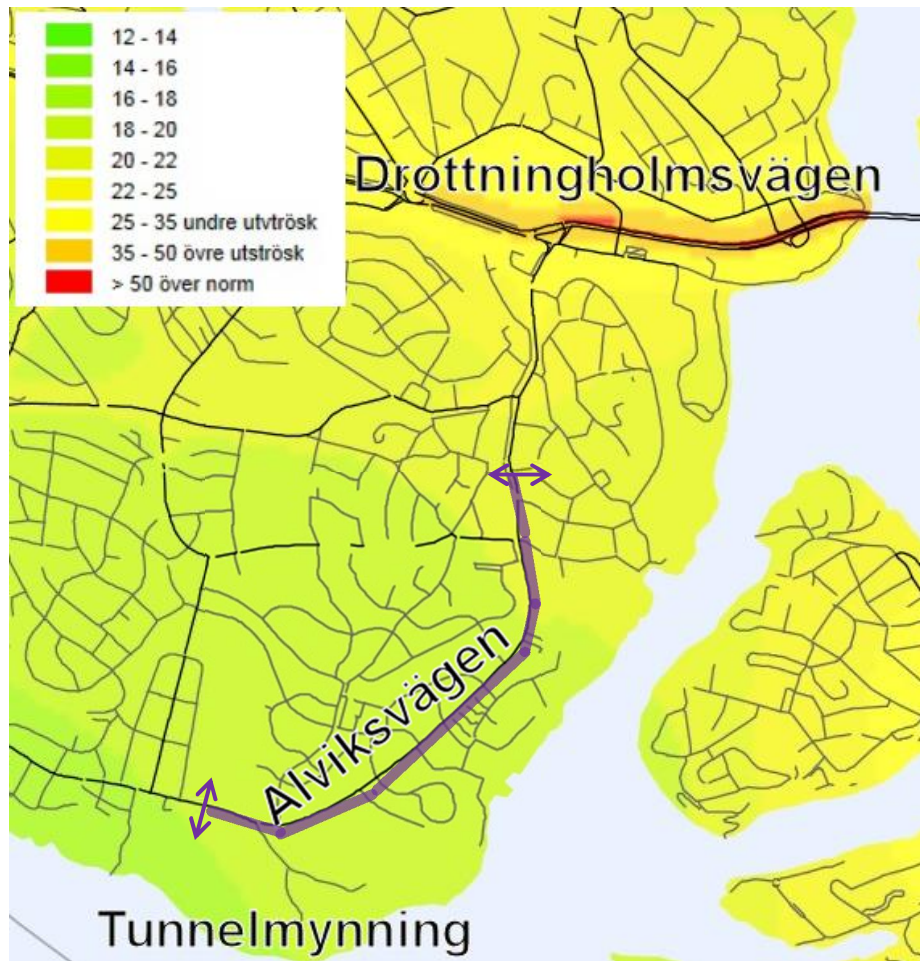 12 - 14
14 - 16
16 - 18
18 - 20
20 - 22
22 - 25
25 - 35 undre utvtrösk
35 - 50 övre utströsk
> 50 över norm
Drottningholmsvägen
Alviksvägen
Tunnelmynning